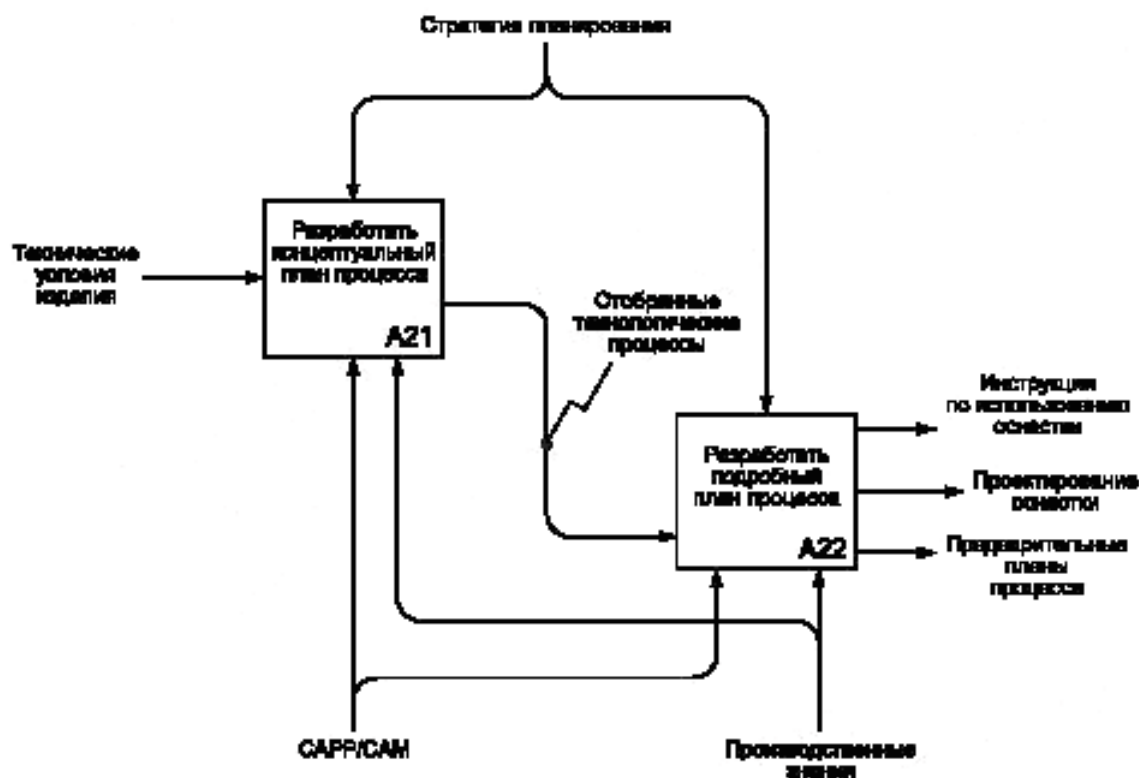 Стратегия планирования
Разработать
концептуальный
план процесса
A21
Технические
условия
изделия
Отобранные
технологические
процессы
Инструкции
по использованию
оснастки
Разработать
подробный
план процесса
A22
Проектирование
оснастки
Предварительные
планы
процесса
CAPP/CAM
Производственные
знания